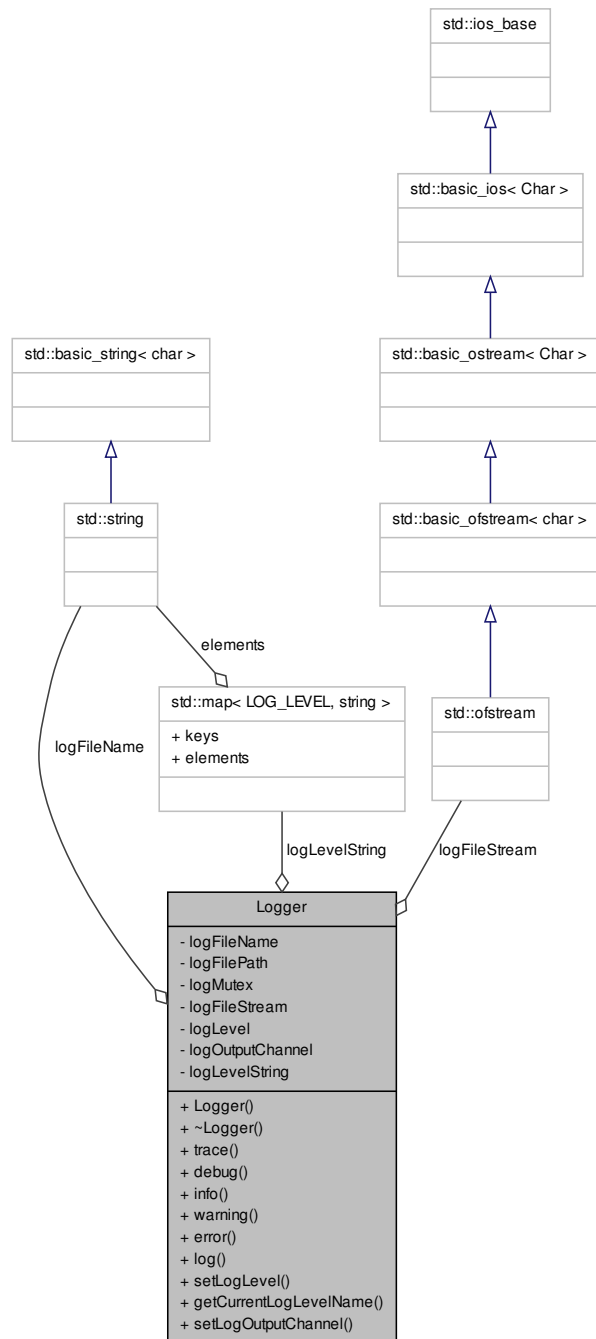 std::ios_base
std::basic_ios< Char >
std::basic_string< char >
std::basic_ostream< Char >
std::string
std::basic_ofstream< char >
elements
std::map< LOG_LEVEL, string >
+ keys
+ elements
std::ofstream
logFileName
logLevelString
logFileStream
Logger
- logFileName
- logFilePath
- logMutex
- logFileStream
- logLevel
- logOutputChannel
- logLevelString
+ Logger()
+ ~Logger()
+ trace()
+ debug()
+ info()
+ warning()
+ error()
+ log()
+ setLogLevel()
+ getCurrentLogLevelName()
+ setLogOutputChannel()